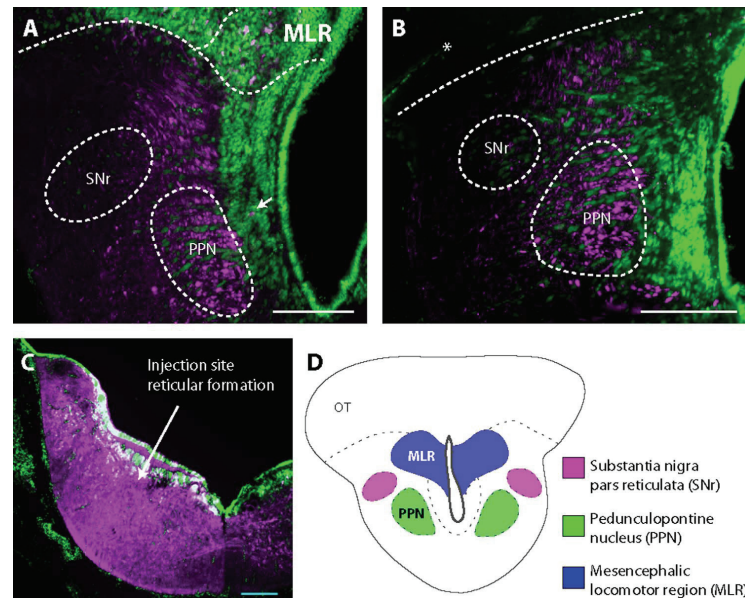 A
MLR
SNr
PPN
B
*
SNr
PPN
C
Injection site
reticular formation
D
OT
MLR
PPN
Substantia nigra
pars reticulata (SNr)
Pedunculopontine
nucleus (PPN)
Mesencephalic
locomotor region (MLR)